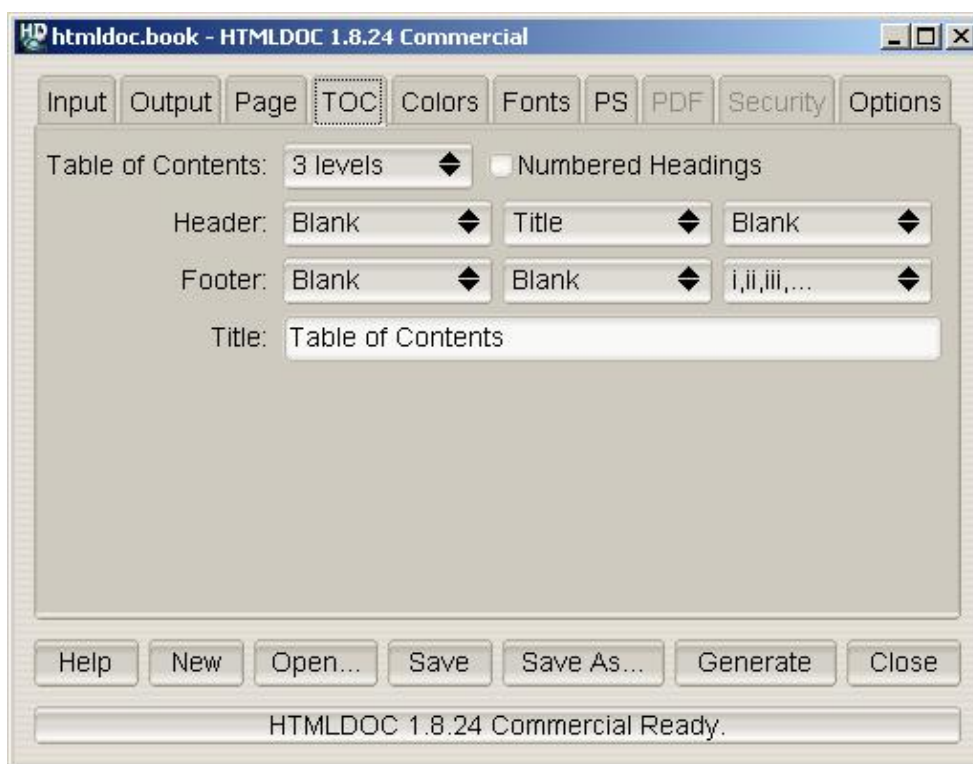 HD htmldoc.book - HTMLDOC 1.8.24 Commercial
Input Output Page TOC Colors Fonts PS PDF Security Options
Table of Contents: 3 levels Numbered Headings
Header: Blank Title Blank
Footer: Blank Blank i,ii,iii,...
Title: Table of Contents
Help New Open... Save Save As... Generate Close
HTMLDOC 1.8.24 Commercial Ready.